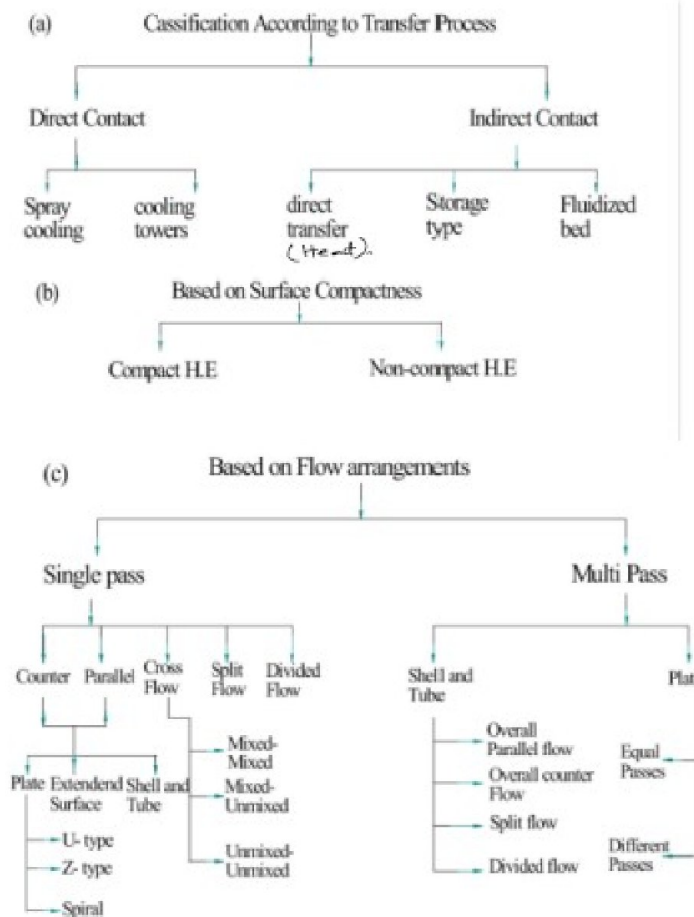 (a) Cassification According to Transfer Process
Direct Contact Indirect Contact
Spray cooling direct Storage Fluidized
cooling towers transfer type bed
(Heat).
(b) Based on Surface Compactness
Compact H.E Non-compact H.E
(c) Based on Flow arrangements
Single pass Multi Pass
Counter Parallel Cross Split Divided
Flow Flow Flow
Shell and Plat
Tube
Mixed-
Mixed
Mixed-
Unmixed
Unmixed-
Unmixed
Plate Extendend Shell and
Surface Tube
U- type
Z- type
Spiral
Overall
Parallel flow
Overall counter
Flow
Split flow
Divided flow
Equal
Passes
Different
Passes